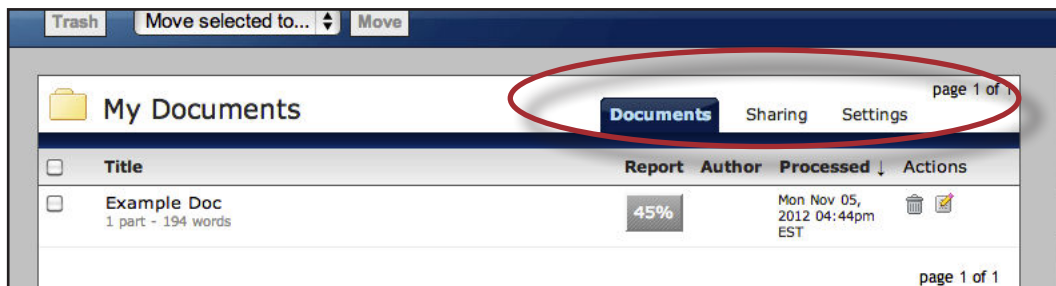 Trash Move selected to... Move
page 1 of 1
My Documents Documents Sharing Settings
Title Report Author Processed ↓ Actions
Example Doc 45% Mon Nov 05,
1 part - 194 words 2012 04:44pm
EST
page 1 of 1